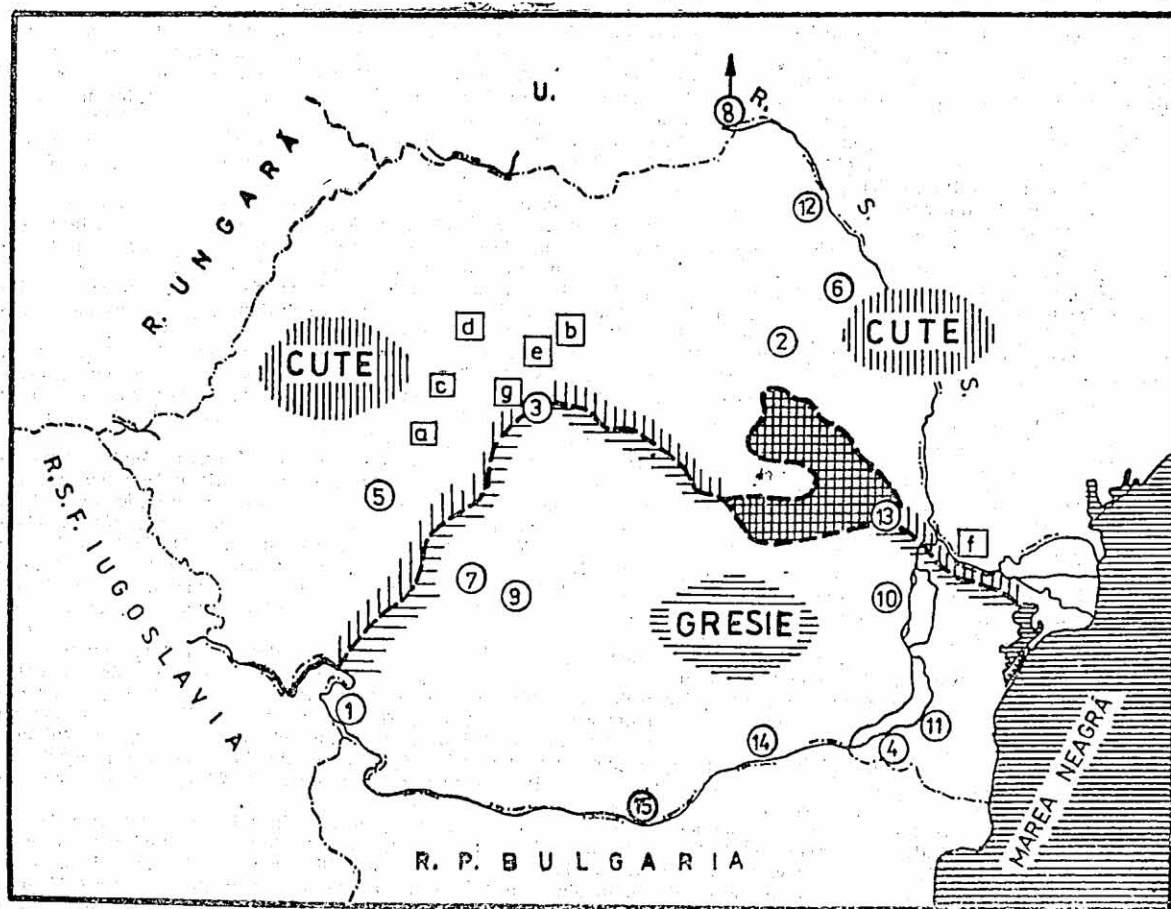 U.
R. UNGARĂ
8
R.
S.
S.
12
6
CUTE
2
CUTE
d
b
e
c
g
3
a
5
13
f
7
9
10
GRESIE
R.S.F. IUGOSLAVIA
1
11
14
4
15
MAREA NEAGRĂ
R. P. BULGARIA